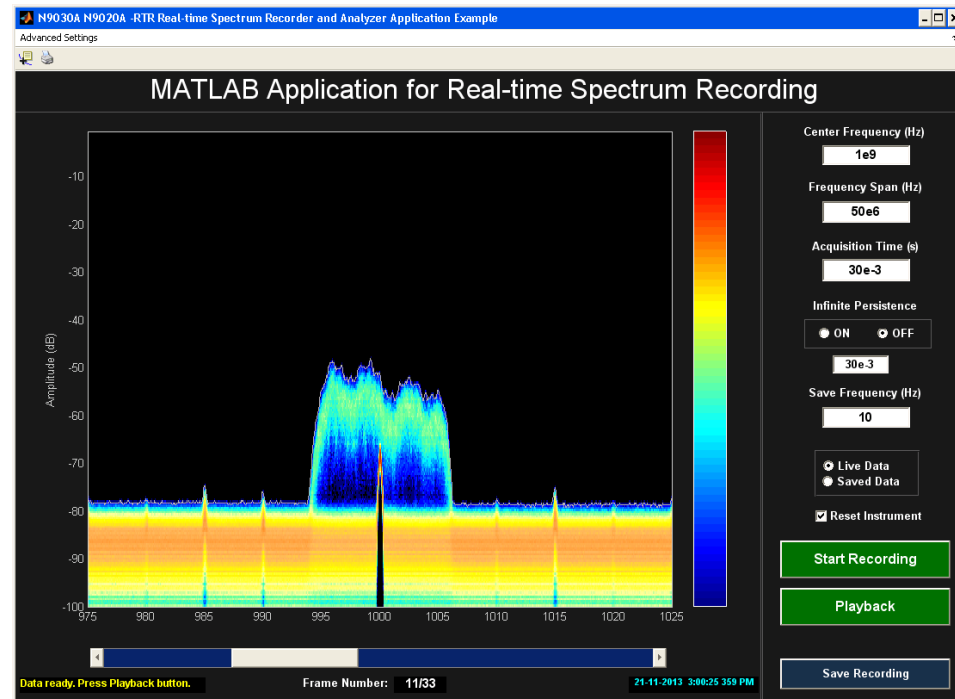 N9030A N9020A -RTR Real-time Spectrum Recorder and Analyzer Application Example
Advanced Settings
MATLAB Application for Real-time Spectrum Recording
Amplitude (dB)
-10
-20
-30
-40
-50
-60
-70
-80
-90
-100
975 980 985 990 995 1000 1005 1010 1015 1020 1025
Center Frequency (Hz)
1e9
Frequency Span (Hz)
50e6
Acquisition Time (s)
30e-3
Infinite Persistence
ON OFF
30e-3
Save Frequency (Hz)
10
Live Data
Saved Data
Reset Instrument
Start Recording
Playback
Save Recording
Data ready. Press Playback button.
Frame Number: 11/33
21-11-2013 3:00:25 359 PM